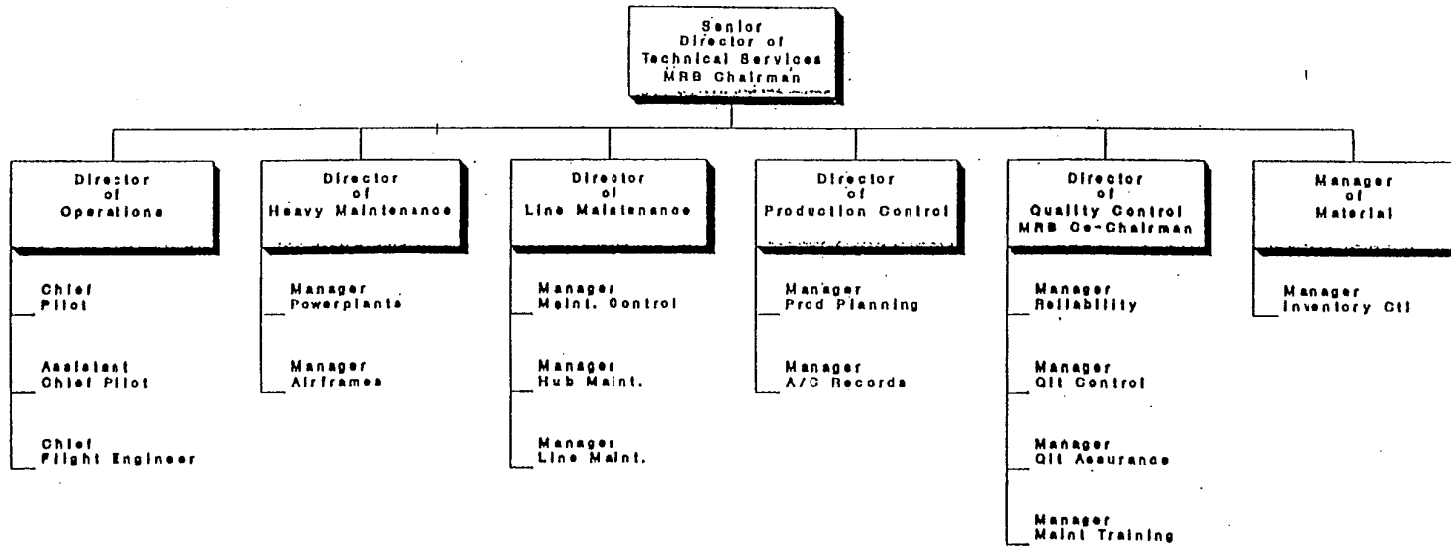 Senior
Director of
Technical Services
MRB Chairman
Director
of
Operations
Director
of
Heavy Maintenance
Director
of
Line Maintenance
Director
of
Production Control
Director
of
Quality Control
MRB Co-Chairman
Manager
of
Material
Chief
Pilot
Assistant
Chief Pilot
Chief
Flight Engineer
Manager
Powerplants
Manager
Airframes
Manager
Maint. Control
Manager
Hub Maint.
Manager
Line Maint.
Manager
Prod Planning
Manager
A/C Records
Manager
Reliability
Manager
Qlt Control
Manager
Qlt Assurance
Manager
Maint Training
Manager
Inventory Ctl